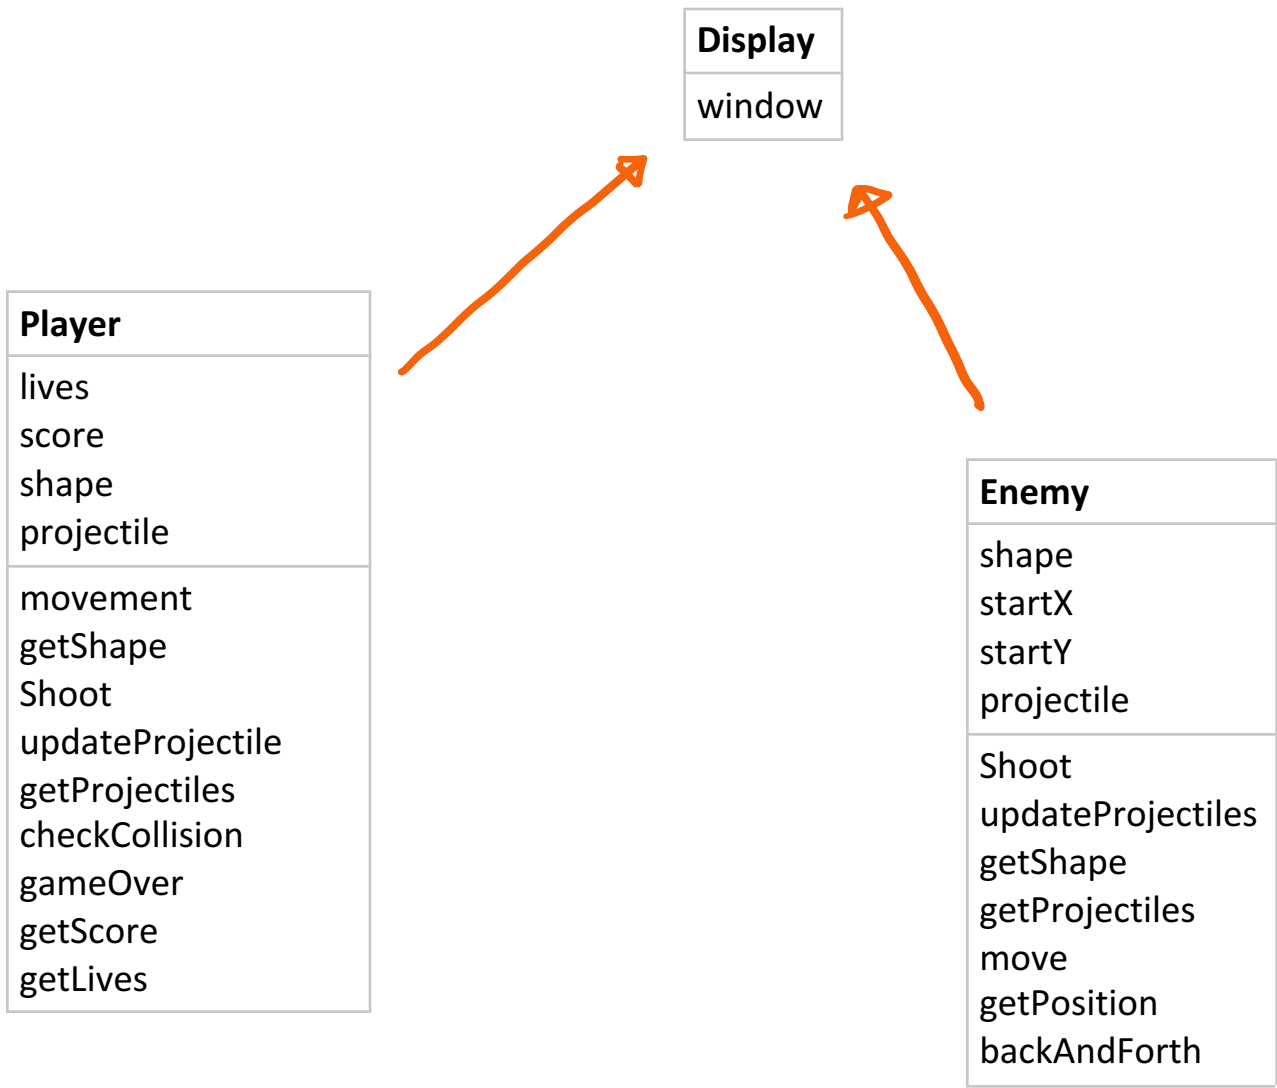 Display
window
Player
lives
score
shape
projectile
movement
getShape
Shoot
updateProjectile
getProjectiles
checkCollision
gameOver
getScore
getLives
Enemy
shape
startX
startY
projectile
Shoot
updateProjectiles
getShape
getProjectiles
move
getPosition
backAndForth